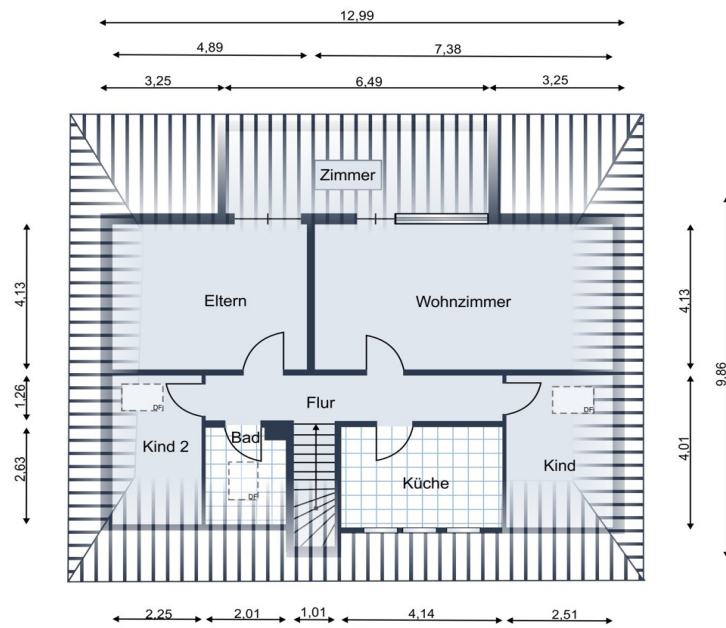 12,99
4,89
7,38
3,25
6,49
3,25
Zimmer
4,13
Eltern
Wohnzimmer
4,13
9,86
1,26
DF
Flur
DF
Kind 2
Bad
2,63
Küche
Kind
4,01
DF
2,25
2,01
1,01
4,14
2,51